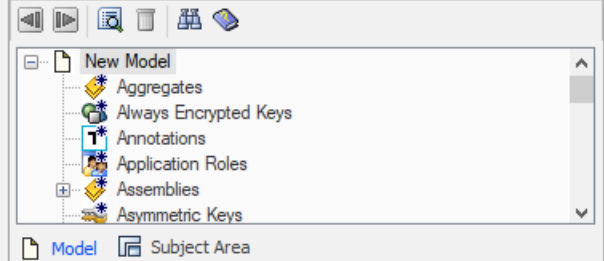 New Model
Aggregates
Always Encrypted Keys
Annotations
Application Roles
Assemblies
Asymmetric Keys
Model Subject Area